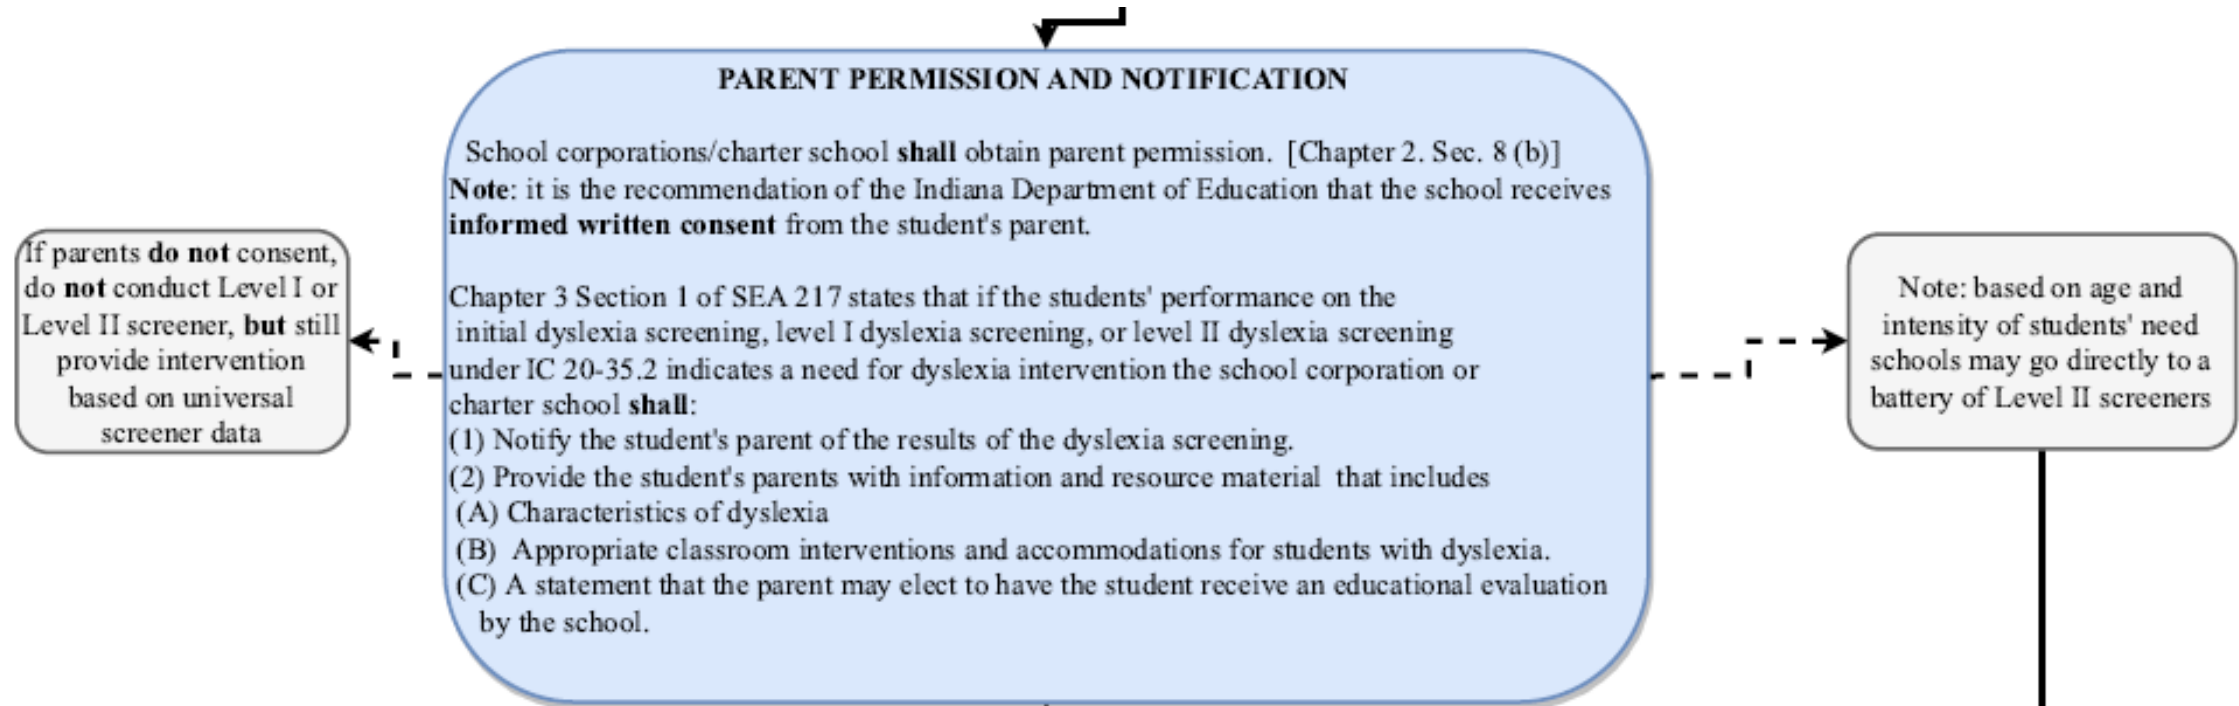 PARENT PERMISSION AND NOTIFICATION
School corporations/charter school shall obtain parent permission. [Chapter 2. Sec. 8 (b)]
Note: it is the recommendation of the Indiana Department of Education that the school receives
informed written consent from the student's parent.
Chapter 3 Section 1 of SEA 217 states that if the students' performance on the
initial dyslexia screening, level I dyslexia screening, or level II dyslexia screening
under IC 20-35.2 indicates a need for dyslexia intervention the school corporation or
charter school shall:
(1) Notify the student's parent of the results of the dyslexia screening.
(2) Provide the student's parents with information and resource material that includes
(A) Characteristics of dyslexia
(B) Appropriate classroom interventions and accommodations for students with dyslexia.
(C) A statement that the parent may elect to have the student receive an educational evaluation
by the school.
If parents do not consent,
do not conduct Level I or
Level II screener, but still
provide intervention
based on universal
screener data
Note: based on age and
intensity of students' need
schools may go directly to a
battery of Level II screeners